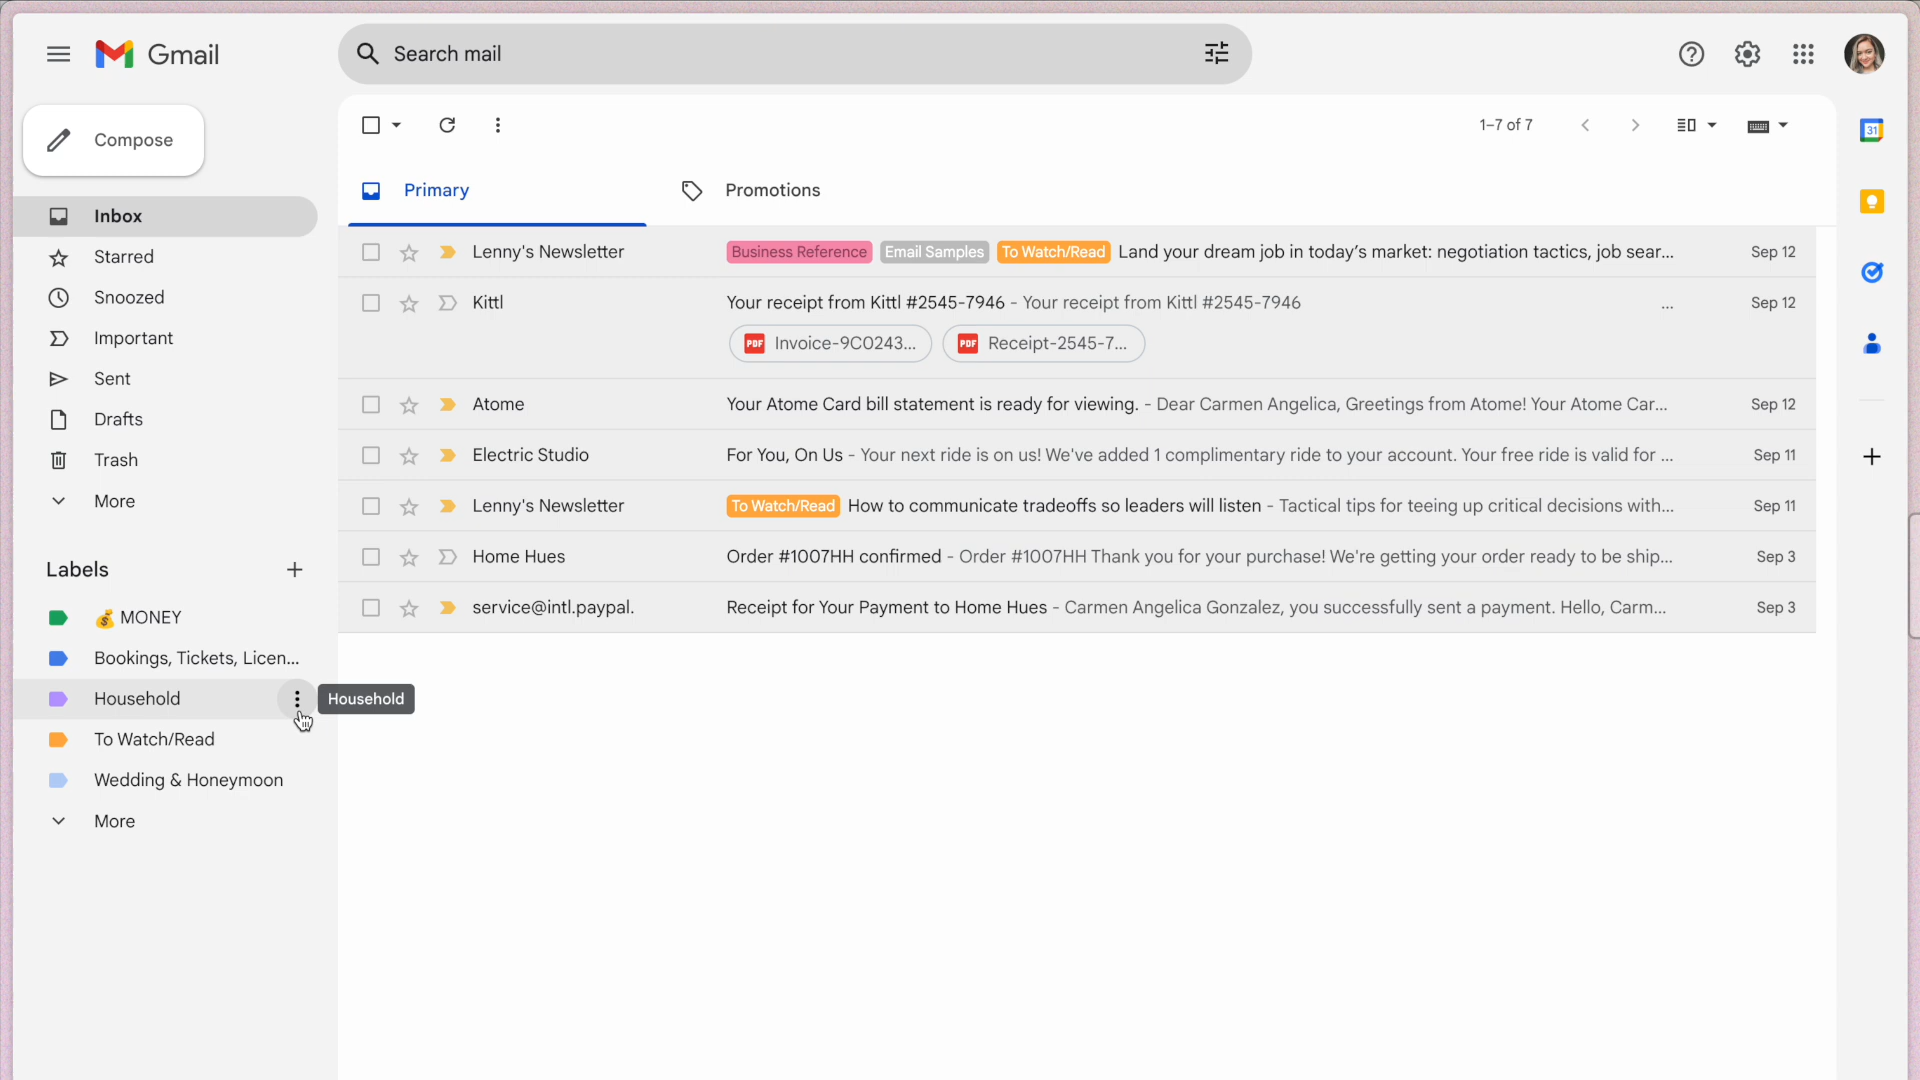 Gmail
Search mail
Compose
1–7 of 7
31
Primary
Promotions
Inbox
Starred
Snoozed
Important
Sent
Drafts
Trash
More
Lenny's Newsletter Business Reference Email Samples To Watch/Read Land your dream job in today’s market: negotiation tactics, job sear... Sep 12
Kittl Your receipt from Kittl #2545-7946 - Your receipt from Kittl #2545-7946 ... Sep 12
PDF Invoice-9C0243... PDF Receipt-2545-7...
Atome Your Atome Card bill statement is ready for viewing. - Dear Carmen Angelica, Greetings from Atome! Your Atome Car... Sep 12
Electric Studio For You, On Us - Your next ride is on us! We've added 1 complimentary ride to your account. Your free ride is valid for ... Sep 11
Lenny's Newsletter To Watch/Read How to communicate tradeoffs so leaders will listen - Tactical tips for teeing up critical decisions with... Sep 11
Home Hues Order #1007HH confirmed - Order #1007HH Thank you for your purchase! We're getting your order ready to be ship... Sep 3
service@intl.paypal. Receipt for Your Payment to Home Hues - Carmen Angelica Gonzalez, you successfully sent a payment. Hello, Carm... Sep 3
Labels
💰 MONEY
Bookings, Tickets, Licen...
Household
Household
To Watch/Read
Wedding & Honeymoon
More